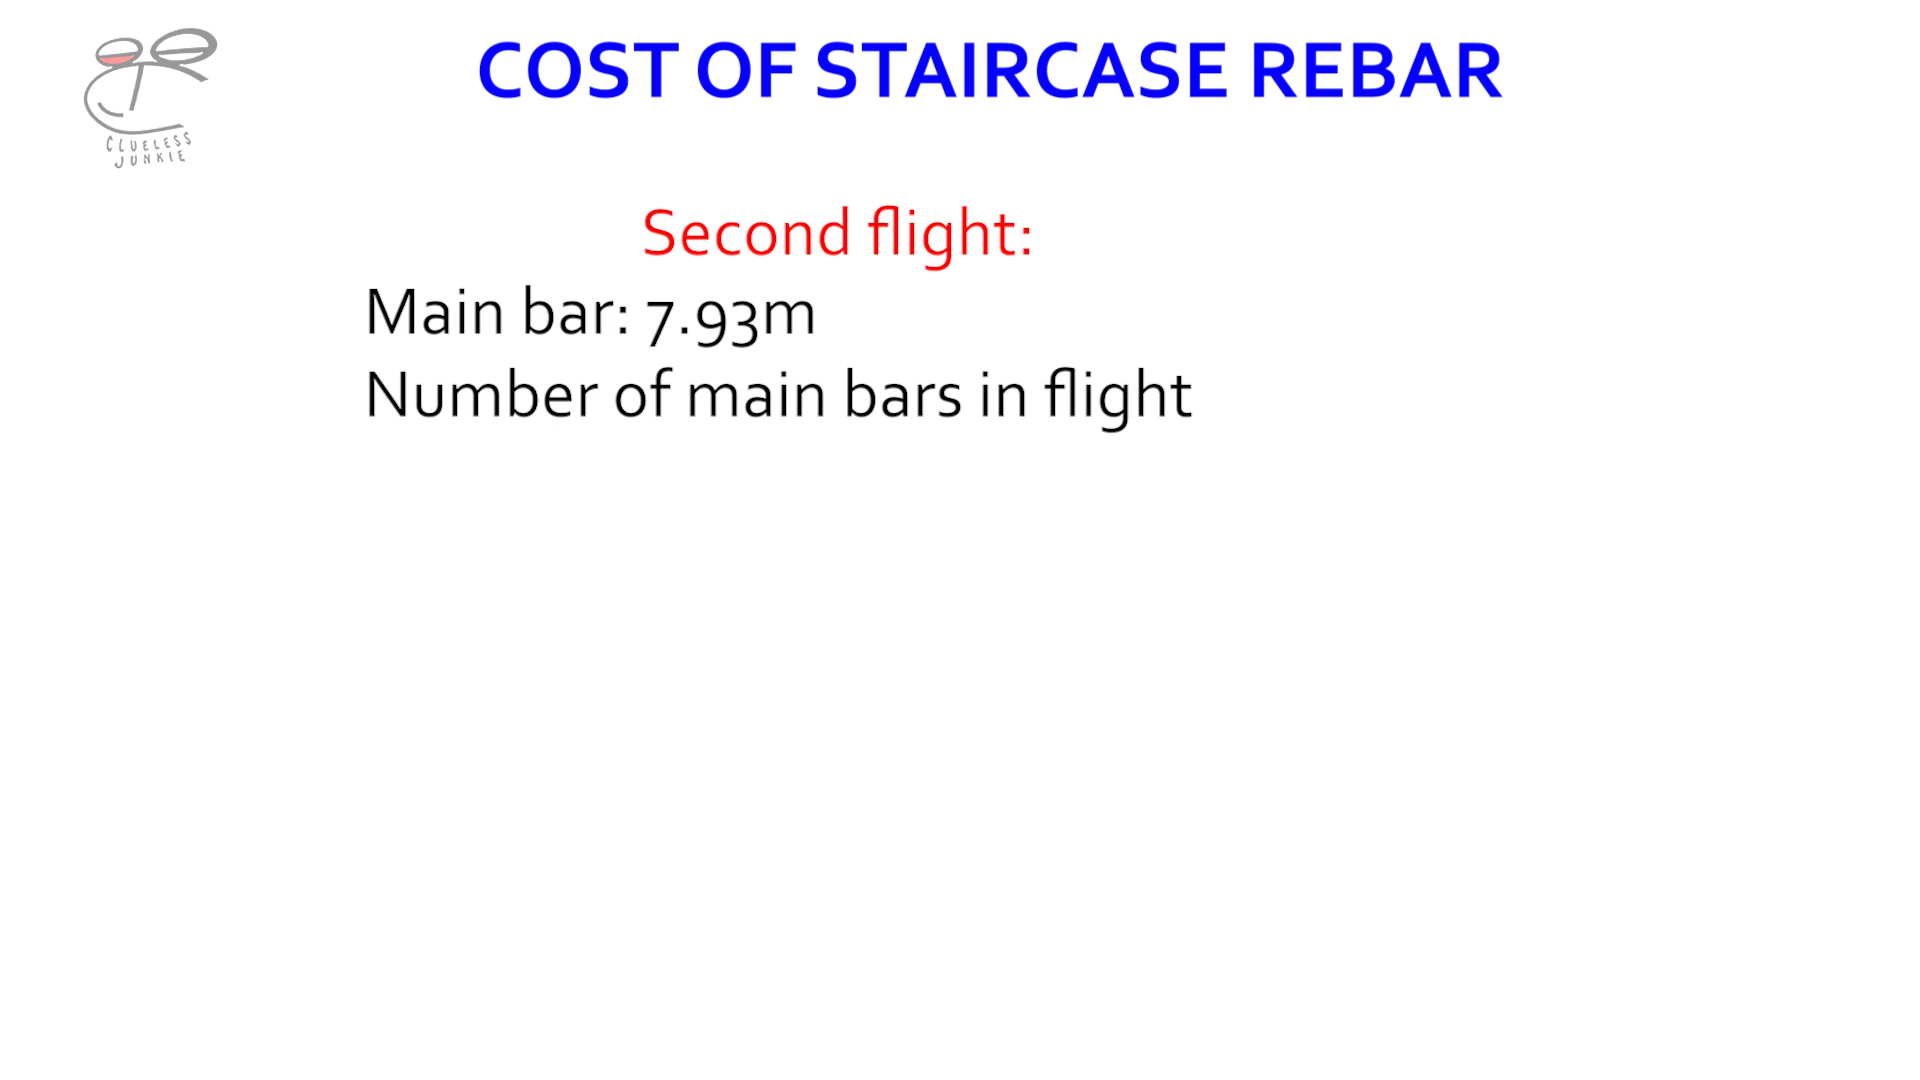 CLUELESS
JUNKIE
COST OF STAIRCASE REBAR
Second flight:
Main bar: 7.93m
Number of main bars in flight